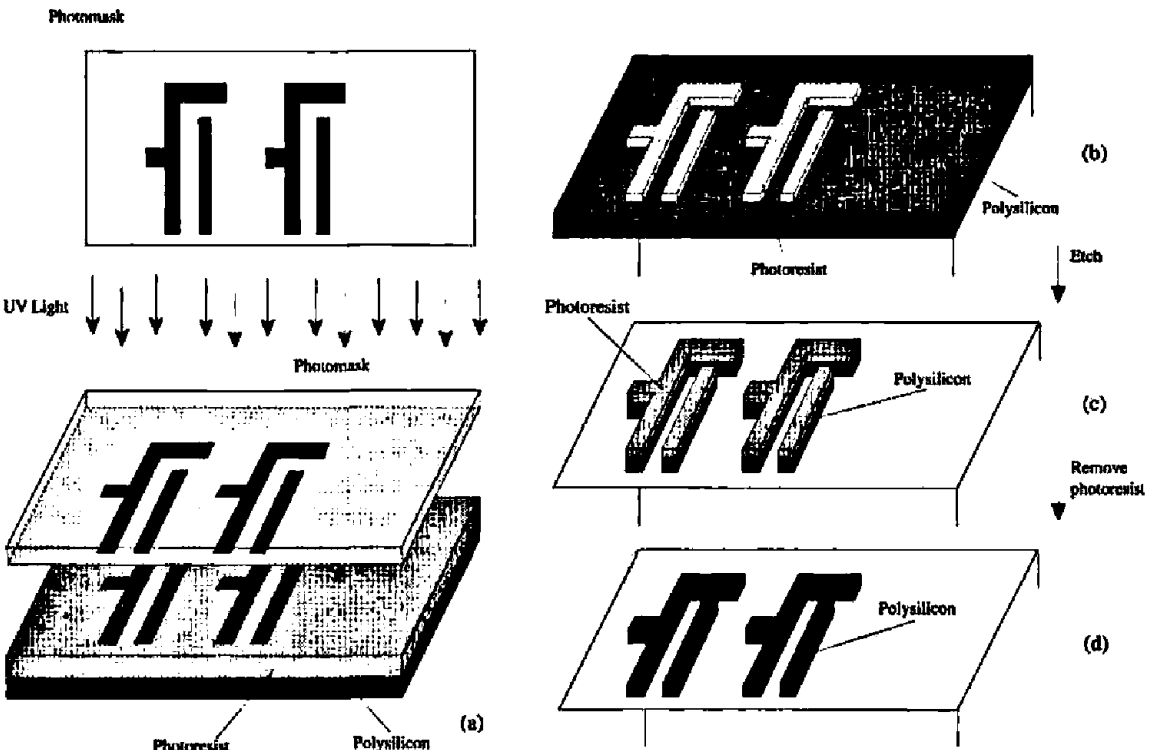 Photomask
UV Light
Photomask
Photoresist
Polysilicon
(a)
Polysilicon
(b)
Photoresist
Etch
Photoresist
Polysilicon
(c)
Remove
photoresist
Polysilicon
(d)